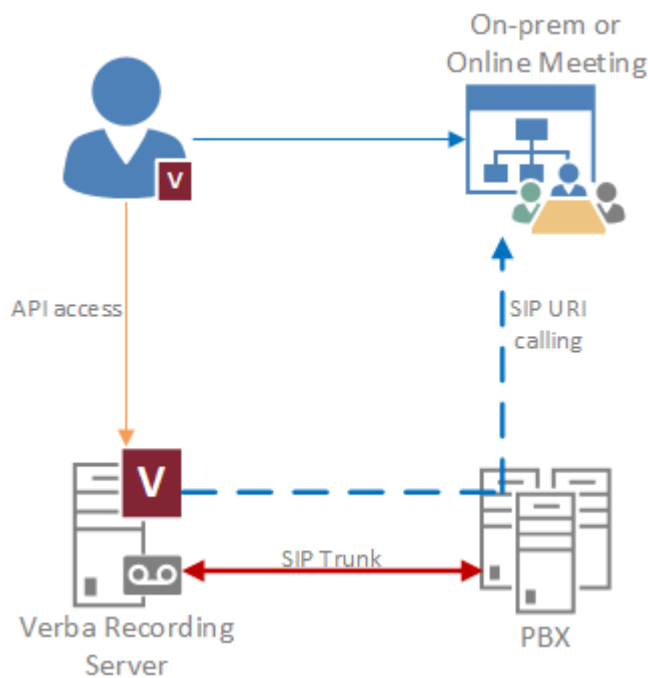 On-prem or
Online Meeting
V
API access
SIP URI
calling
V
SIP Trunk
Verba Recording
Server
PBX